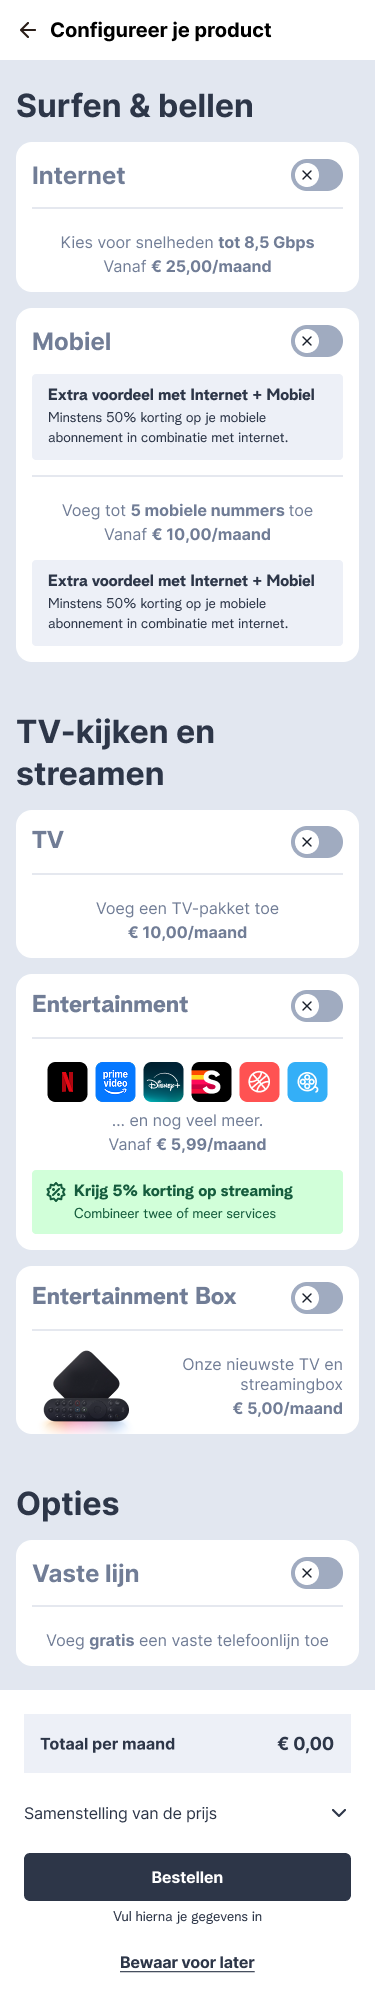 Configureer je product
Surfen & bellen
Internet
Kies voor snelheden tot 8,5 Gbps
Vanaf € 25,00/maand
Mobiel
Extra voordeel met Internet + Mobiel
Minstens 50% korting op je mobiele
abonnement in combinatie met internet.
Voeg tot 5 mobiele nummers toe
Vanaf € 10,00/maand
Extra voordeel met Internet + Mobiel
Minstens 50% korting op je mobiele
abonnement in combinatie met internet.
TV-kijken en
streamen
TV
Voeg een TV-pakket toe
€ 10,00/maand
Entertainment
N prime video Disney+ S
... en nog veel meer.
Vanaf € 5,99/maand
Krijg 5% korting op streaming
Combineer twee of meer services
Entertainment Box
Onze nieuwste TV en
streamingbox
€ 5,00/maand
Opties
Vaste lijn
Voeg gratis een vaste telefoonlijn toe
Totaal per maand € 0,00
Samenstelling van de prijs
Bestellen
Vul hierna je gegevens in
Bewaar voor later